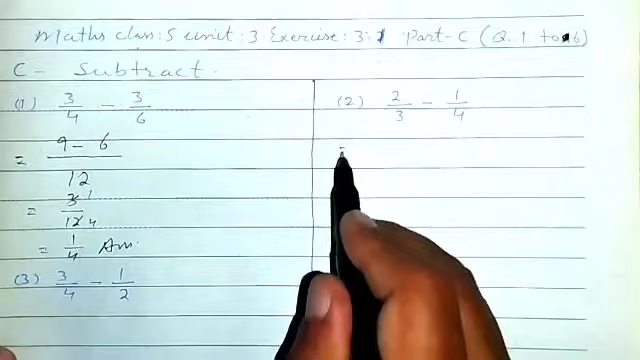 Maths class: 5 unit: 3 Exercise: 3.1 Part-C (Q.1 to 6)
C- Subtract.
(1) 3/4 - 3/6
= 9 - 6 / 12
= 3 1 / 12 4
= 1/4 Ans.
(2) 2/3 - 1/4
=
(3) 3/4 - 1/2